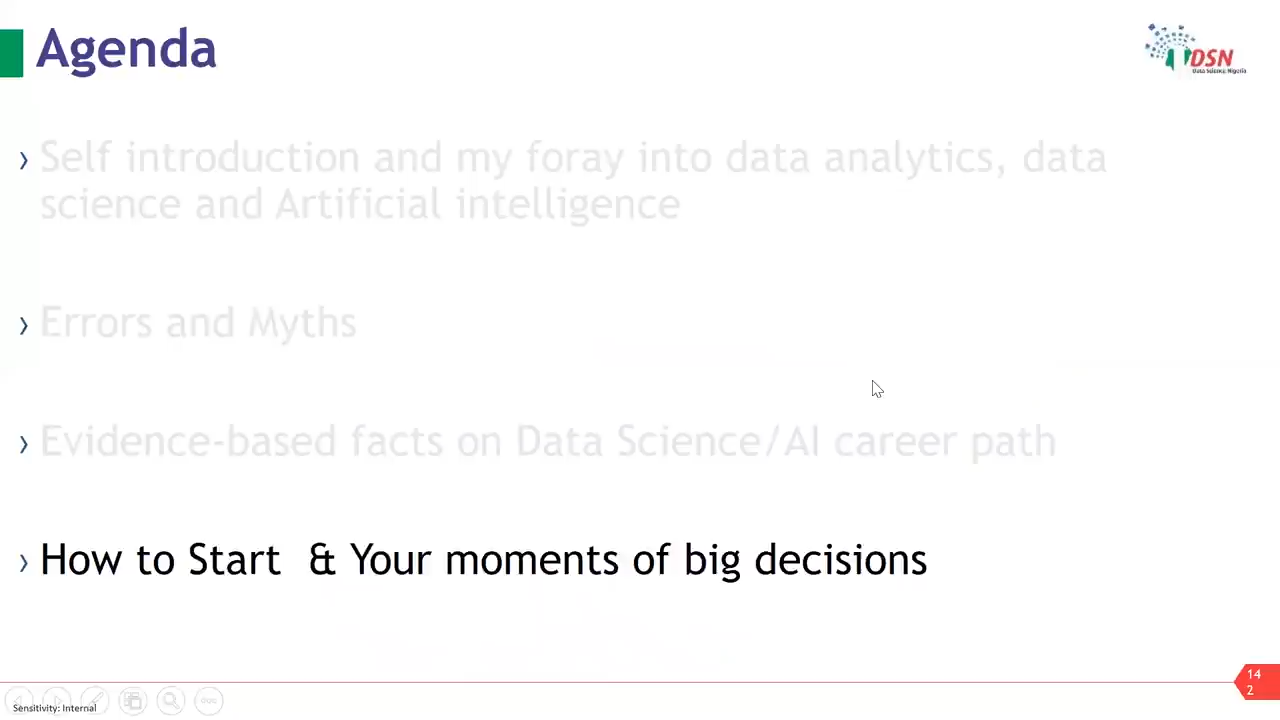 Agenda
DSN
Data Science Nigeria
› Self introduction and my foray into data analytics, data
science and Artificial intelligence
› Errors and Myths
› Evidence-based facts on Data Science/AI career path
› How to Start & Your moments of big decisions
14
2
Sensitivity: Internal